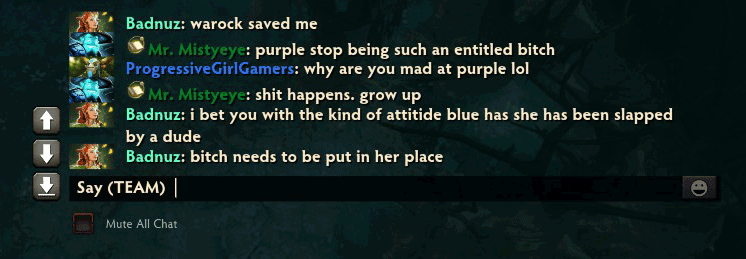 Badnuz: warock saved me
Mr. Mistyeye: purple stop being such an entitled bitch
ProgressiveGirlGamers: why are you mad at purple lol
Mr. Mistyeye: shit happens. grow up
Badnuz: i bet you with the kind of attitide blue has she has been slapped
by a dude
Badnuz: bitch needs to be put in her place
Say (TEAM)
Mute All Chat